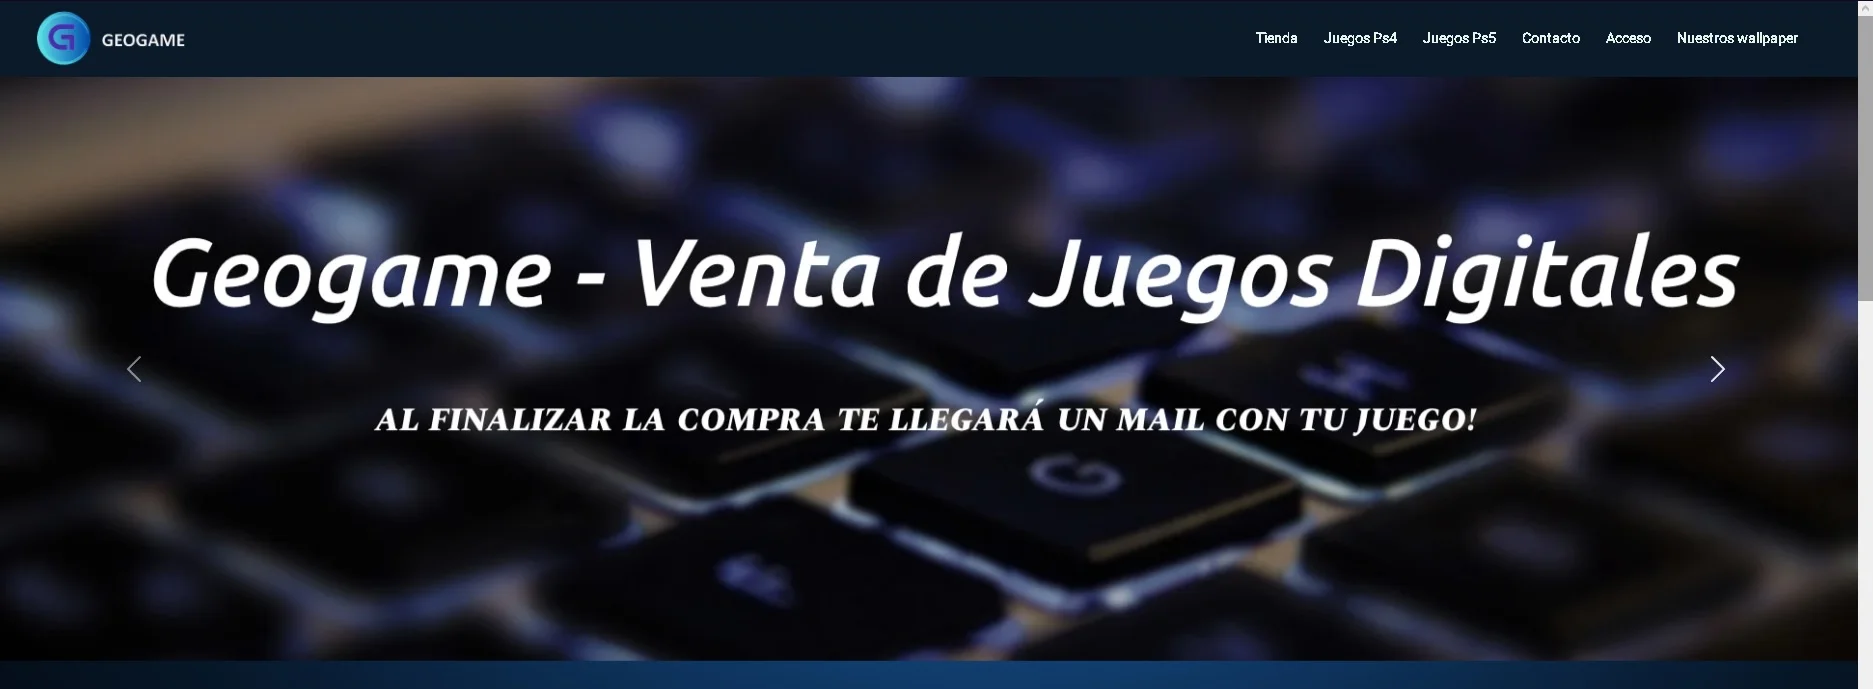 G GEOGAME
Tienda Juegos Ps4 Juegos Ps5 Contacto Acceso Nuestros wallpaper
Geogame - Venta de Juegos Digitales
AL FINALIZAR LA COMPRA TE LLEGARÁ UN MAIL CON TU JUEGO!
H
G